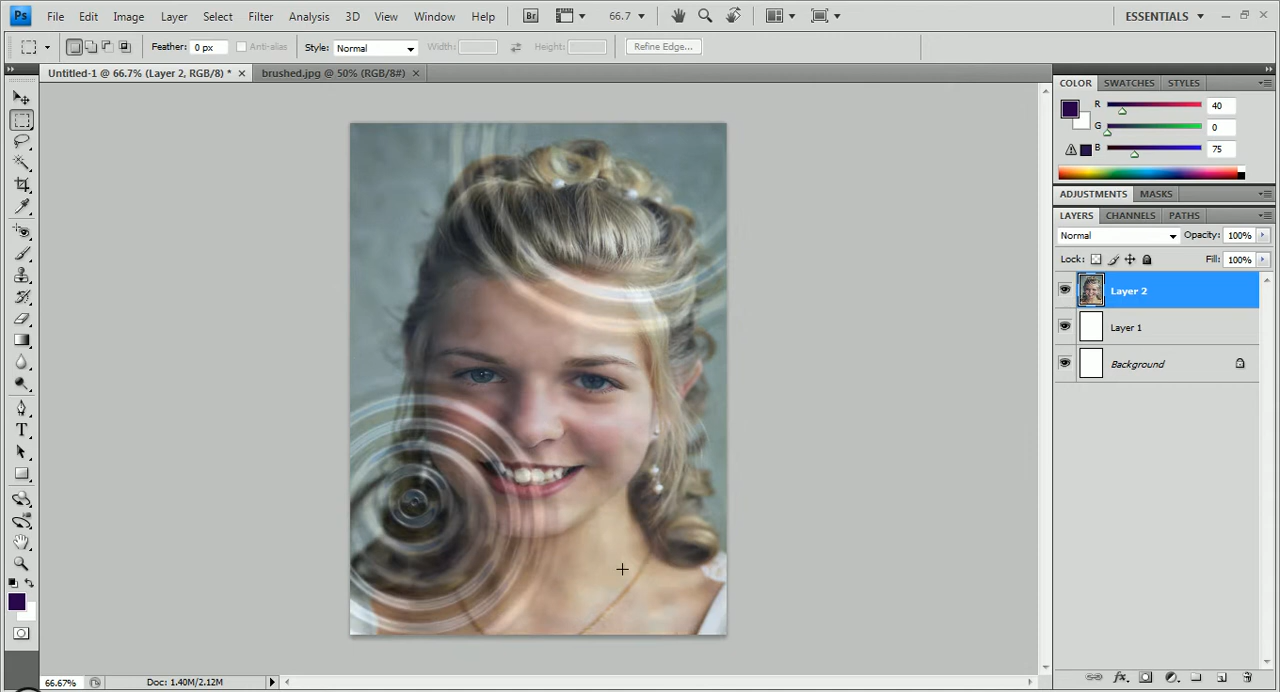 Ps File Edit Image Layer Select Filter Analysis 3D View Window Help Br 66.7 ESSENTIALS
Feather: 0 px Anti-alias Style: Normal Width: Height: Refine Edge...
Untitled-1 @ 66.7% (Layer 2, RGB/8) * brushed.jpg @ 50% (RGB/8#)
COLOR SWATCHES STYLES
R 40
G 0
B 75
ADJUSTMENTS MASKS
LAYERS CHANNELS PATHS
Normal Opacity: 100%
Lock: Fill: 100%
Layer 2
Layer 1
Background
T
fx
66.67% Doc: 1.40M/2.12M